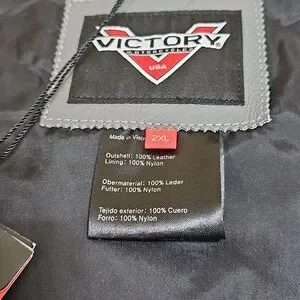 VICTORY
MOTORCYCLES
USA
Made in Vietnam
2XL
Outshell: 100% Leather
Lining: 100% Nylon
Obermaterial: 100% Leder
Futter: 100% Nylon
Tejido exterior: 100% Cuero
Forro: 100% Nylon